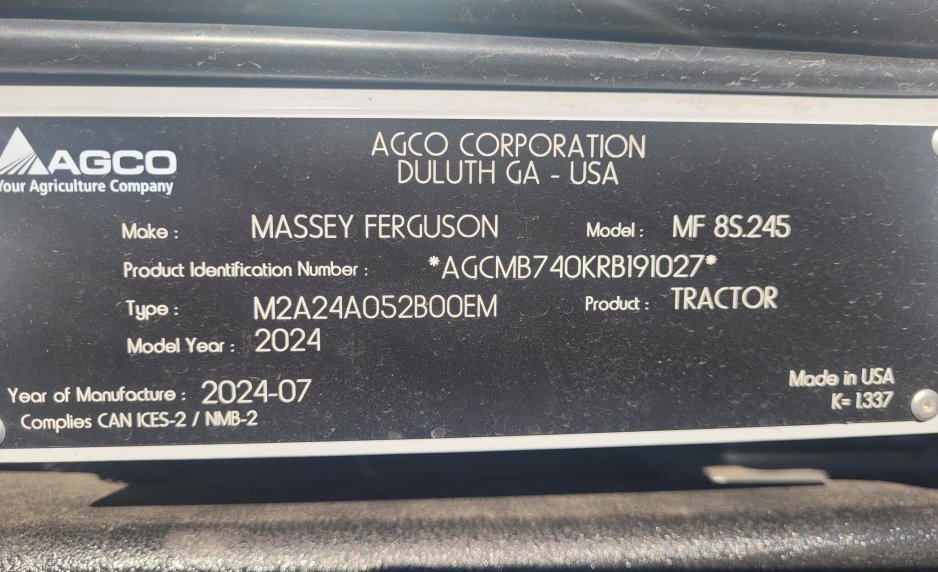 AGCO
Your Agriculture Company
AGCO CORPORATION
DULUTH GA - USA
Make : MASSEY FERGUSON Model : MF 8S.245
Product Identification Number : *AGCMB740KRB191027*
Type : M2A24A052B00EM Product : TRACTOR
Model Year : 2024
Year of Manufacture : 2024-07 Made in USA
Complies CAN ICES-2 / NMB-2 K= 1.337